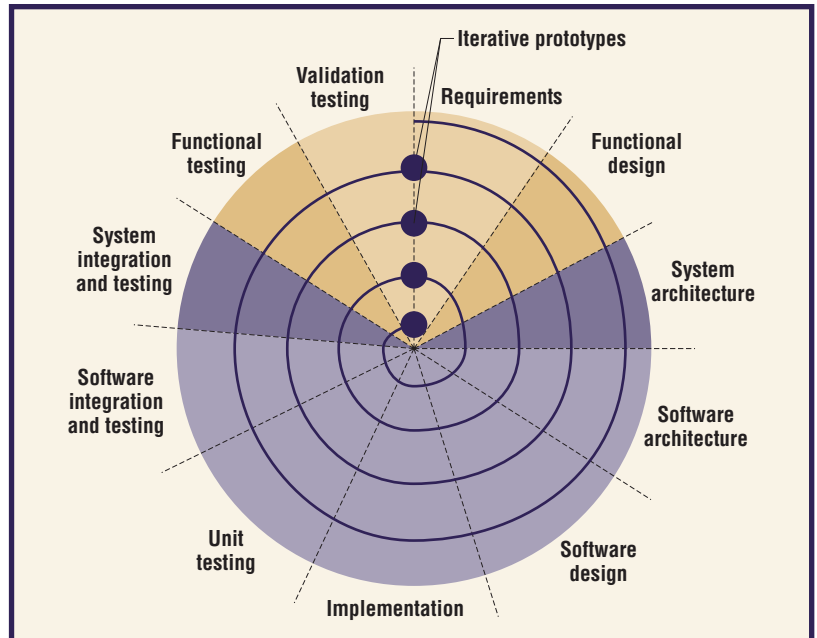 Iterative prototypes
Validation
testing
Requirements
Functional
testing
Functional
design
System
integration
and testing
System
architecture
Software
integration
and testing
Software
architecture
Unit
testing
Software
design
Implementation